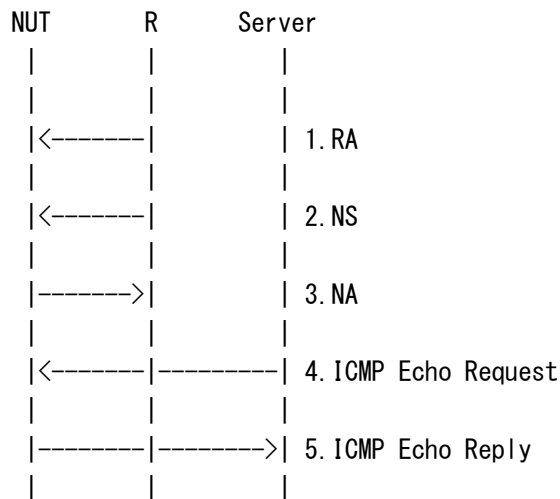 NUT R Server
1.RA
2.NS
3.NA
4.ICMP Echo Request
5.ICMP Echo Reply